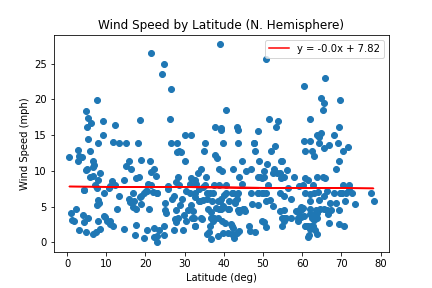 Wind Speed by Latitude (N. Hemisphere)
y = -0.0x + 7.82
25
20
15
10
5
0
Wind Speed (mph)
0 10 20 30 40 50 60 70 80
Latitude (deg)